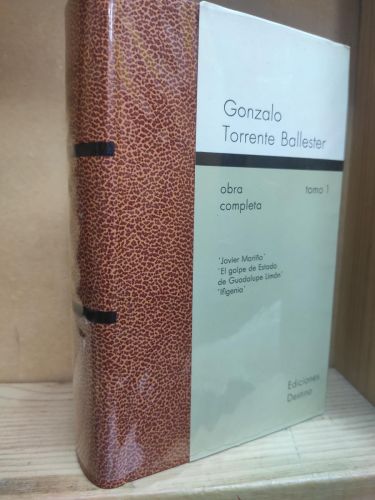 Gonzalo
Torrente Ballester
obra tomo 1
completa
'Javier Mariño'
'El golpe de Estado
de Guadalupe Limón'
'Ifigenia'
Ediciones
Destino